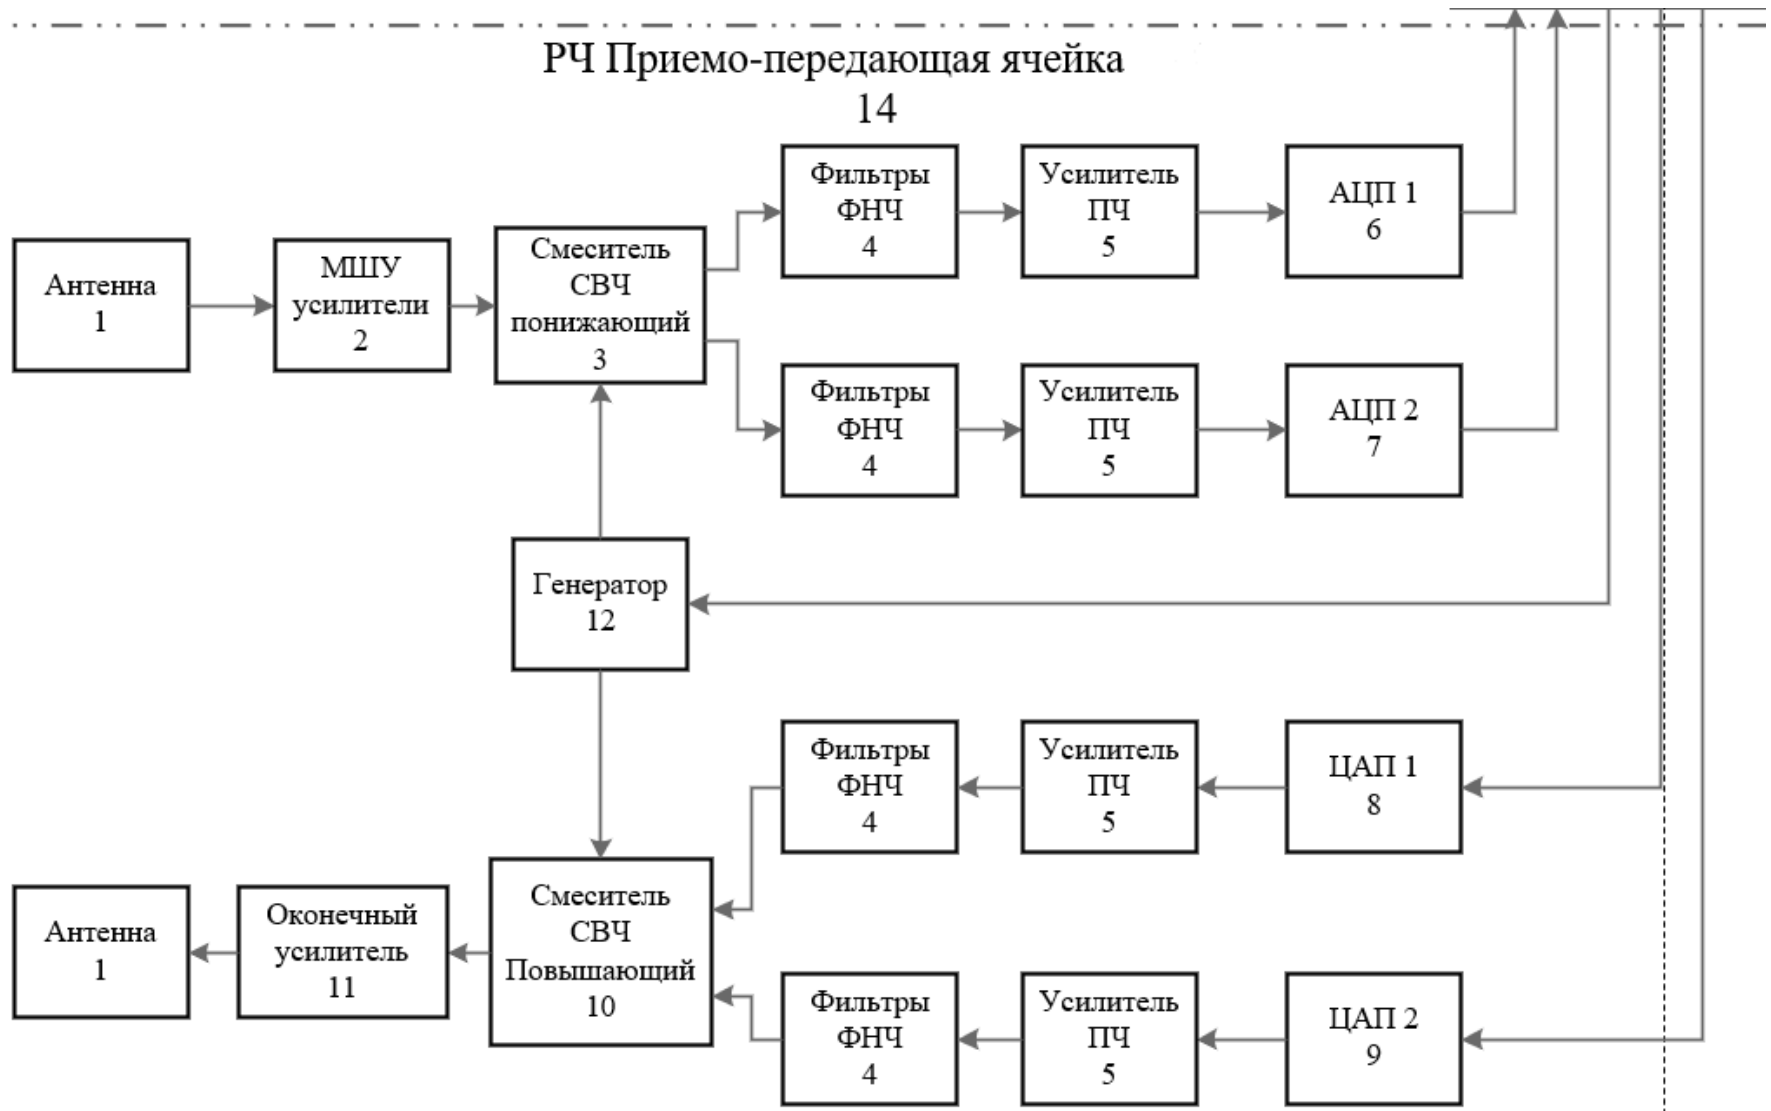 РЧ Приемо-передающая ячейка
14
Антенна
1
МШУ
усилители
2
Смеситель
СВЧ
понижающий
3
Фильтры
ФНЧ
4
Усилитель
ПЧ
5
АЦП 1
6
Фильтры
ФНЧ
4
Усилитель
ПЧ
5
АЦП 2
7
Генератор
12
Фильтры
ФНЧ
4
Усилитель
ПЧ
5
ЦАП 1
8
Антенна
1
Оконечный
усилитель
11
Смеситель
СВЧ
Повышающий
10
Фильтры
ФНЧ
4
Усилитель
ПЧ
5
ЦАП 2
9